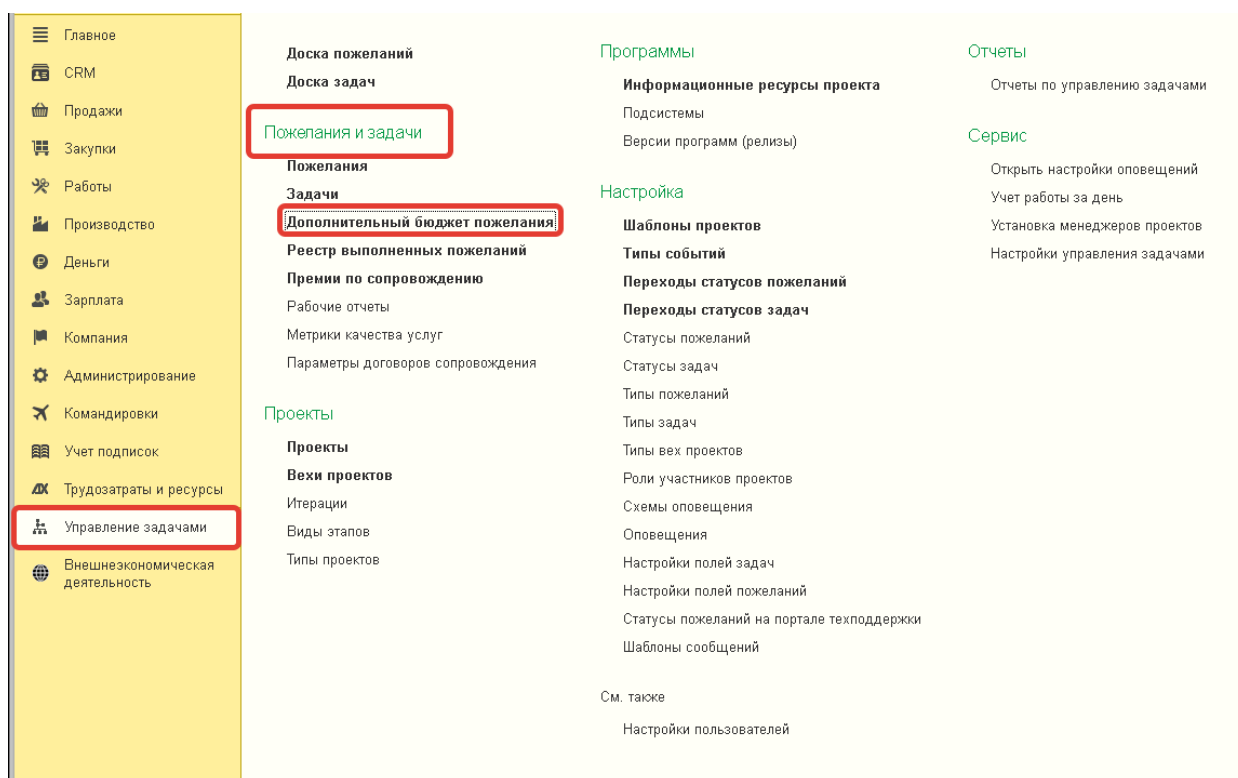 Главное
CRM
Продажи
Закупки
Работы
Производство
Деньги
Зарплата
Компания
Администрирование
Командировки
Учет подписок
Трудозатраты и ресурсы
Управление задачами
Внешнеэкономическая
деятельность
Доска пожеланий
Доска задач
Пожелания и задачи
Пожелания
Задачи
Дополнительный бюджет пожелания
Реестр выполненных пожеланий
Премии по сопровождению
Рабочие отчеты
Метрики качества услуг
Параметры договоров сопровождения
Проекты
Проекты
Вехи проектов
Итерации
Виды этапов
Типы проектов
Программы
Информационные ресурсы проекта
Подсистемы
Версии программ (релизы)
Настройка
Шаблоны проектов
Типы событий
Переходы статусов пожеланий
Переходы статусов задач
Статусы пожеланий
Статусы задач
Типы пожеланий
Типы задач
Типы вех проектов
Роли участников проектов
Схемы оповещения
Оповещения
Настройки полей задач
Настройки полей пожеланий
Статусы пожеланий на портале техподдержки
Шаблоны сообщений
См. также
Настройки пользователей
Отчеты
Отчеты по управлению задачами
Сервис
Открыть настройки оповещений
Учет работы за день
Установка менеджеров проектов
Настройки управления задачами